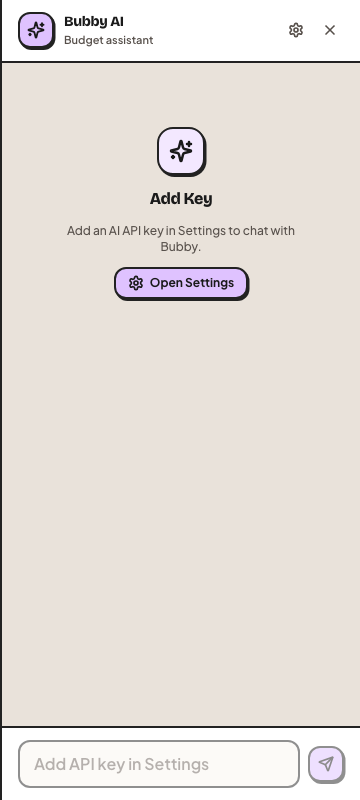 Bubby AI
Budget assistant
Add Key
Add an AI API key in Settings to chat with
Bubby.
Open Settings
Add API key in Settings